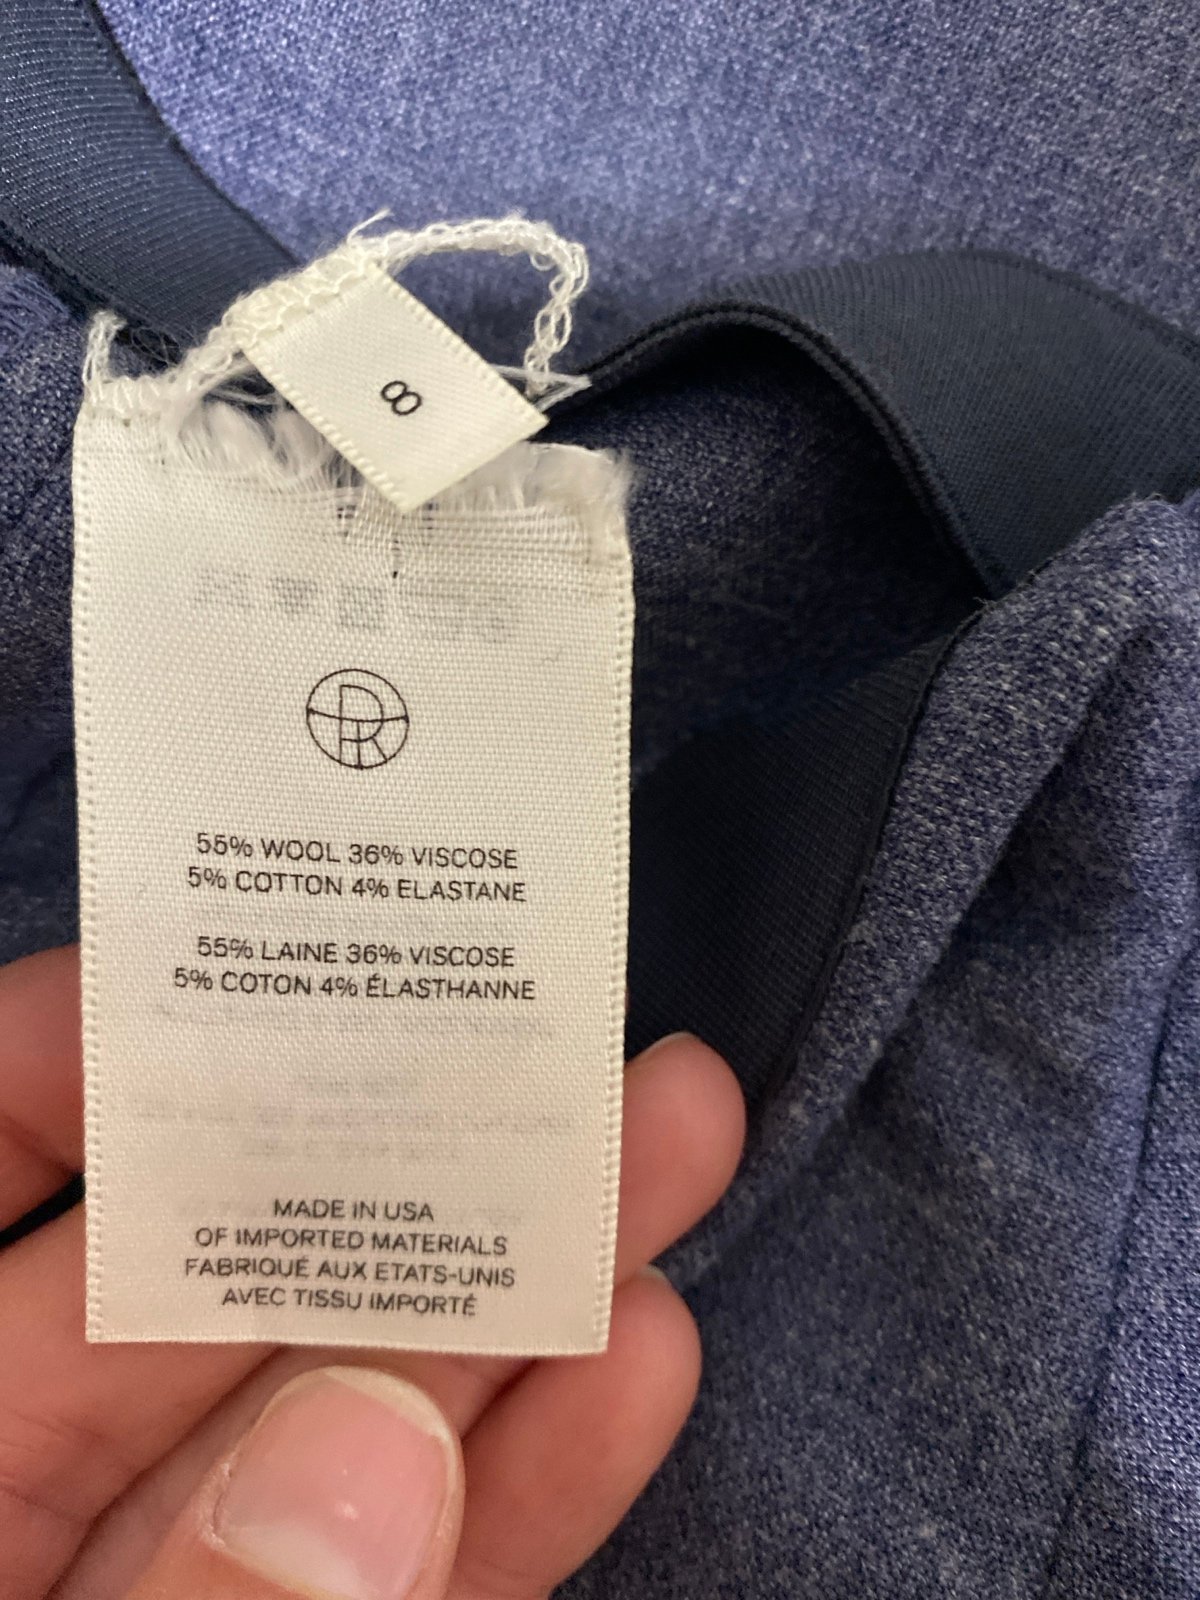 8
55% WOOL 36% VISCOSE
5% COTTON 4% ELASTANE
55% LAINE 36% VISCOSE
5% COTON 4% ÉLASTHANNE
MADE IN USA
OF IMPORTED MATERIALS
FABRIQUÉ AUX ETATS-UNIS
AVEC TISSU IMPORTÉ